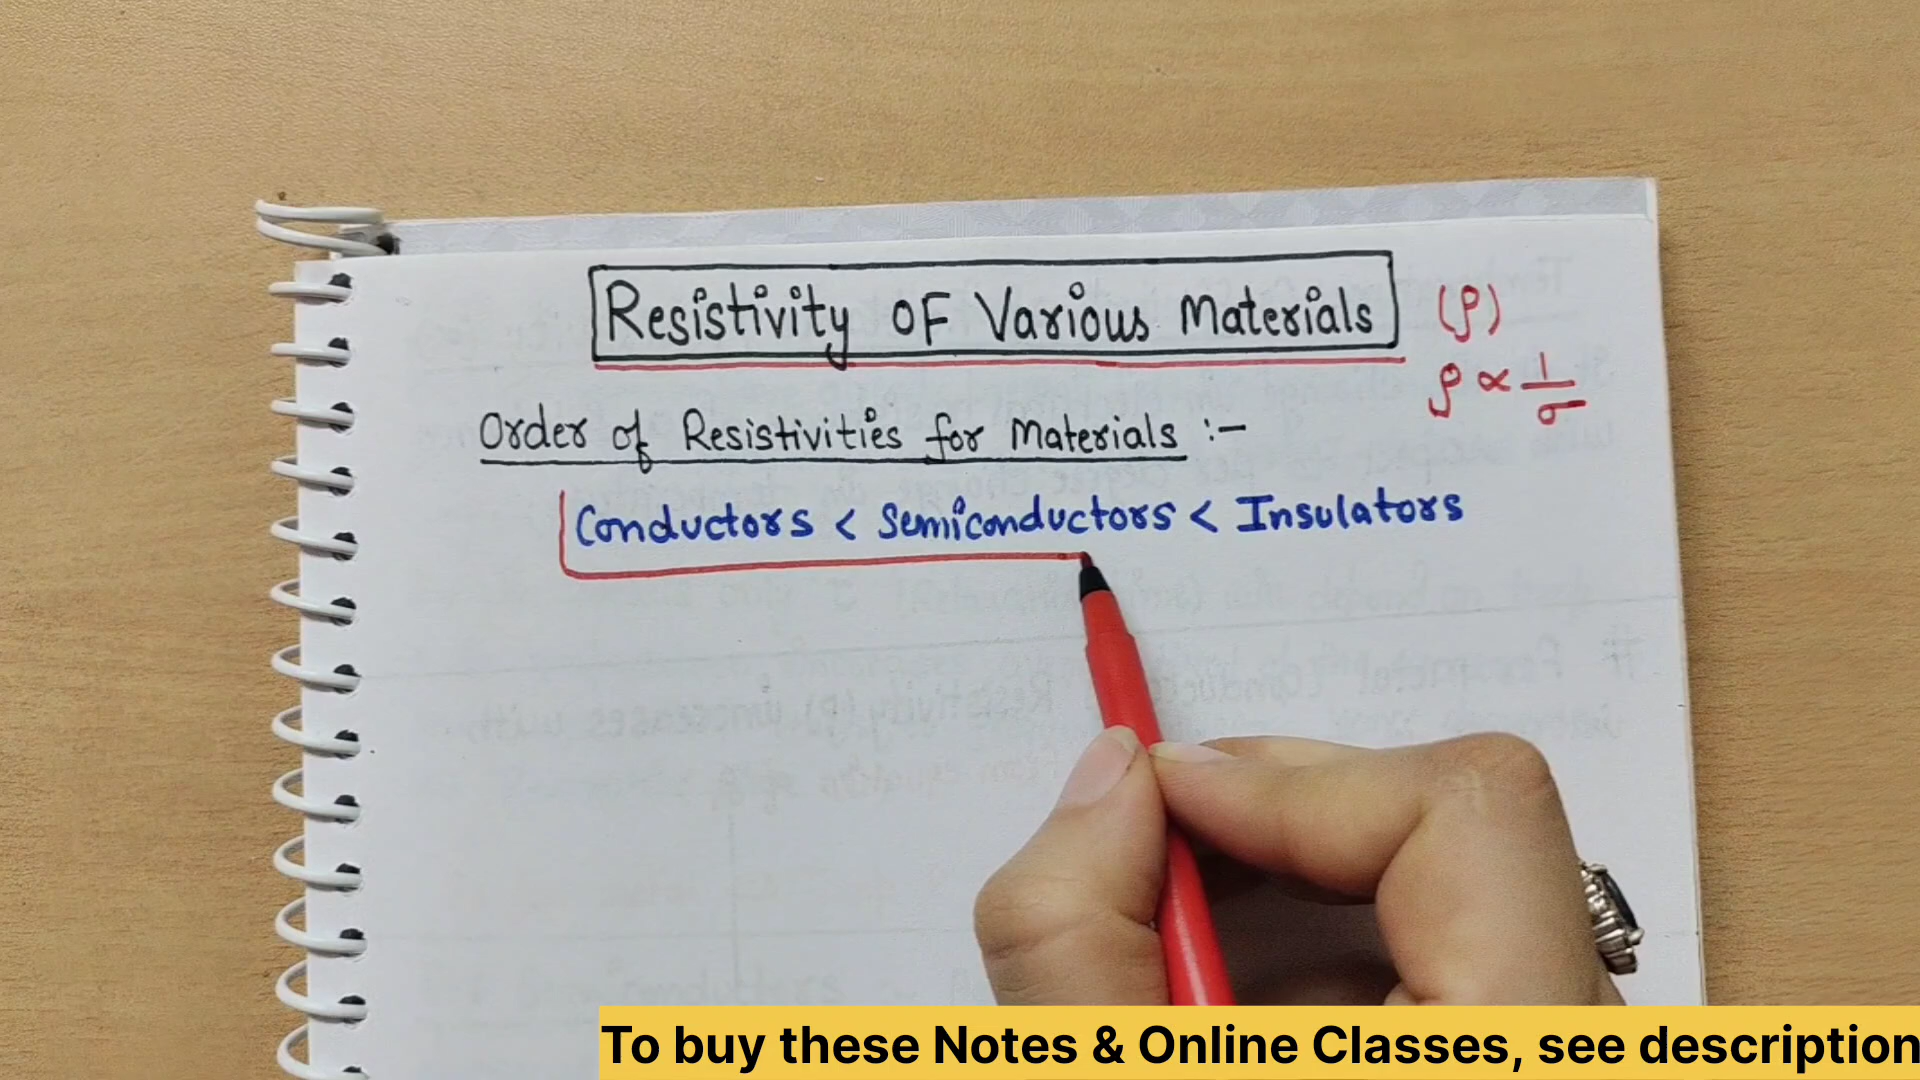 Resistivity OF Various Materials (ρ)
ρ ∝ 1/σ
Order of Resistivities for Materials :-
Conductors < Semiconductors < Insulators
To buy these Notes & Online Classes, see description